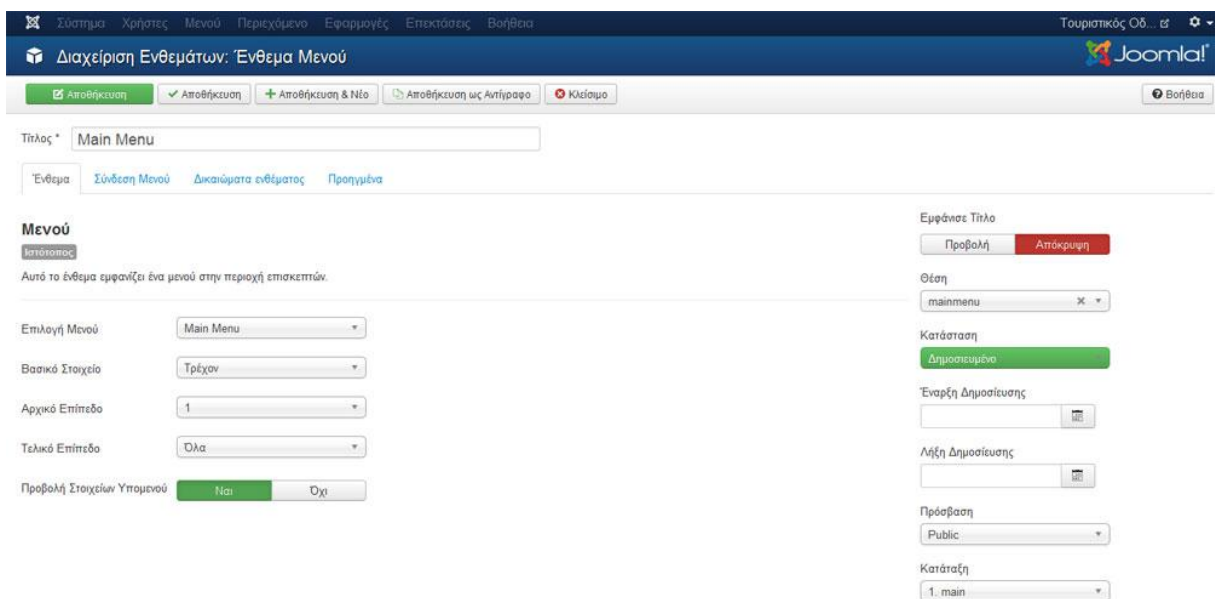 Σύστημα Χρήστες Μενού Περιεχόμενο Εφαρμογές Επεκτάσεις Βοήθεια Τουριστικός Οδ...
Διαχείριση Ενθεμάτων: Ένθεμα Μενού Joomla!
Αποθήκευση Αποθήκευση Αποθήκευση & Νέο Αποθήκευση ως Αντίγραφο Κλείσιμο Βοήθεια
Τίτλος * Main Menu
Ένθεμα Σύνδεση Μενού Δικαιώματα ενθέματος Προηγμένα
Μενού
Ιστότοπος
Αυτό το ένθεμα εμφανίζει ένα μενού στην περιοχή επισκεπτών.
Επιλογή Μενού Main Menu
Βασικό Στοιχείο Τρέχον
Αρχικό Επίπεδο 1
Τελικό Επίπεδο Όλα
Προβολή Στοιχείων Υπομενού Ναι Όχι
Εμφάνισε Τίτλο
Προβολή Απόκρυψη
Θέση
mainmenu
Κατάσταση
Δημοσιευμένο
Έναρξη Δημοσίευσης
Λήξη Δημοσίευσης
Πρόσβαση
Public
Κατάταξη
1. main